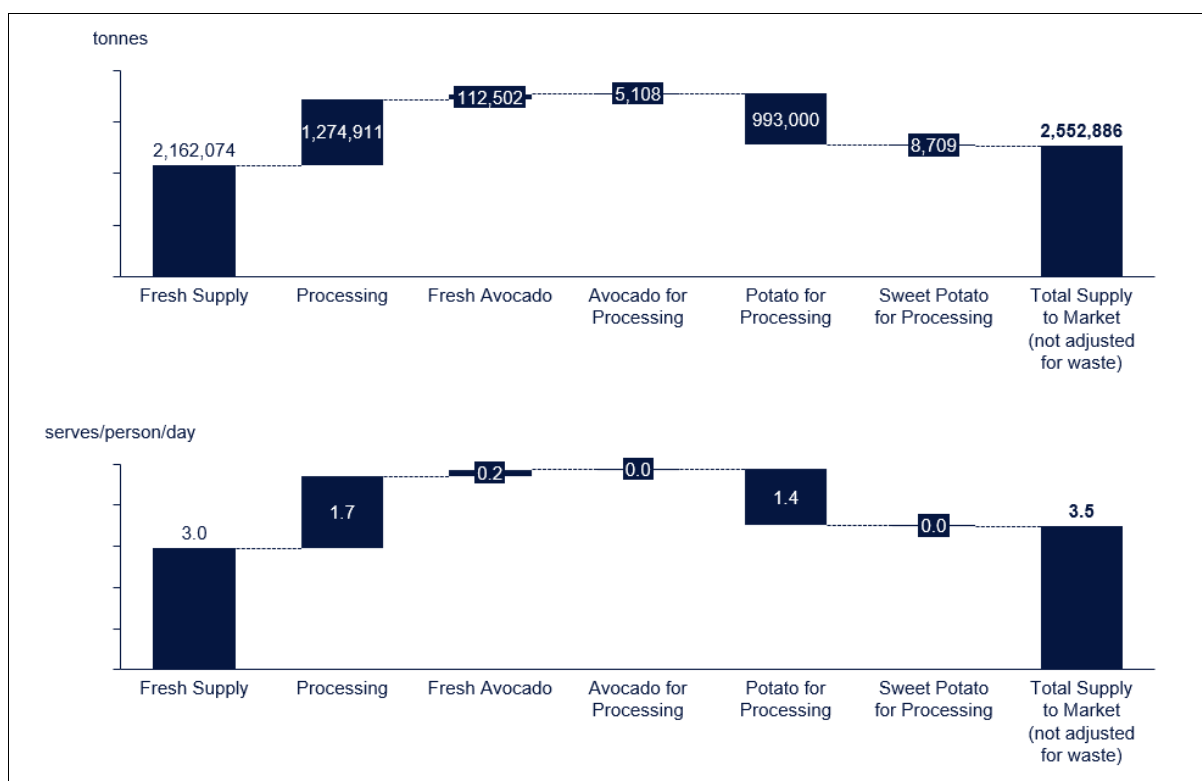 tonnes
2,162,074
1,274,911
112,502
5,108
993,000
8,709
2,552,886
Fresh Supply
Processing
Fresh Avocado
Avocado for
Processing
Potato for
Processing
Sweet Potato
for Processing
Total Supply
to Market
(not adjusted
for waste)
serves/person/day
3.0
1.7
0.2
0.0
1.4
0.0
3.5
Fresh Supply
Processing
Fresh Avocado
Avocado for
Processing
Potato for
Processing
Sweet Potato
for Processing
Total Supply
to Market
(not adjusted
for waste)